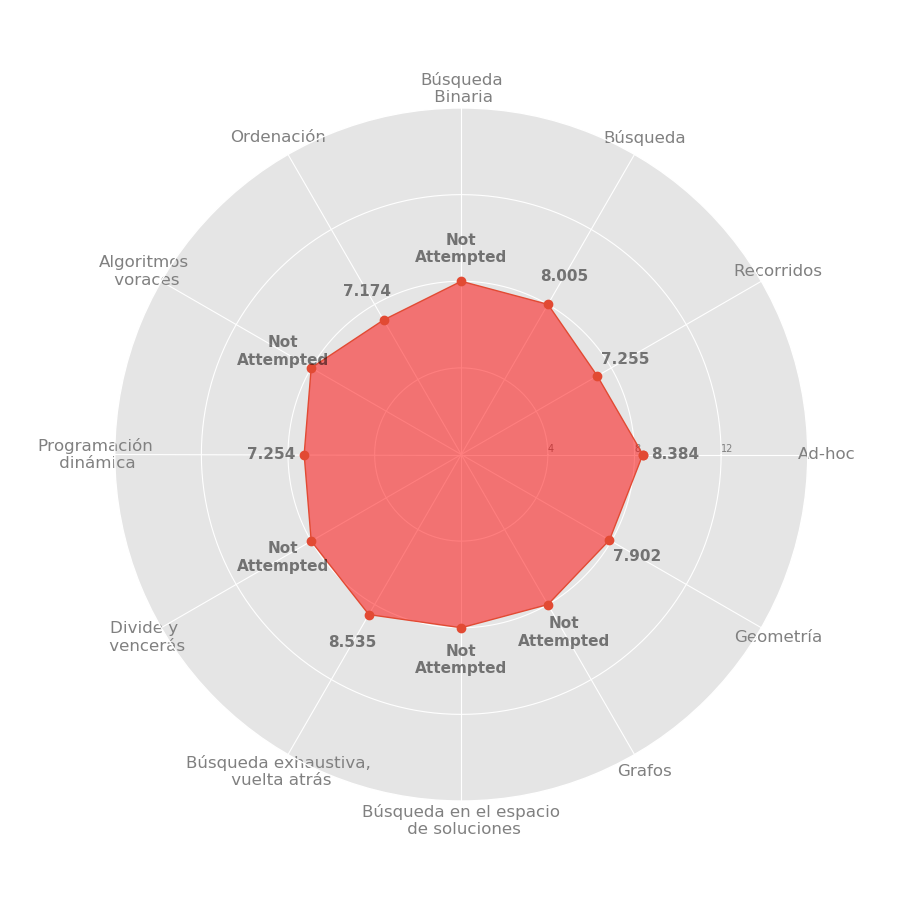 Búsqueda
Binaria
Ordenación
Búsqueda
Algoritmos
voraces
Recorridos
Not
Attempted
8.005
7.174
Not
Attempted
7.255
Programación
dinámica
7.254
4
8
12
8.384
Ad-hoc
Not
Attempted
7.902
Divide y
vencerás
8.535
Not
Attempted
Not
Attempted
Geometría
Búsqueda exhaustiva,
vuelta atrás
Grafos
Búsqueda en el espacio
de soluciones